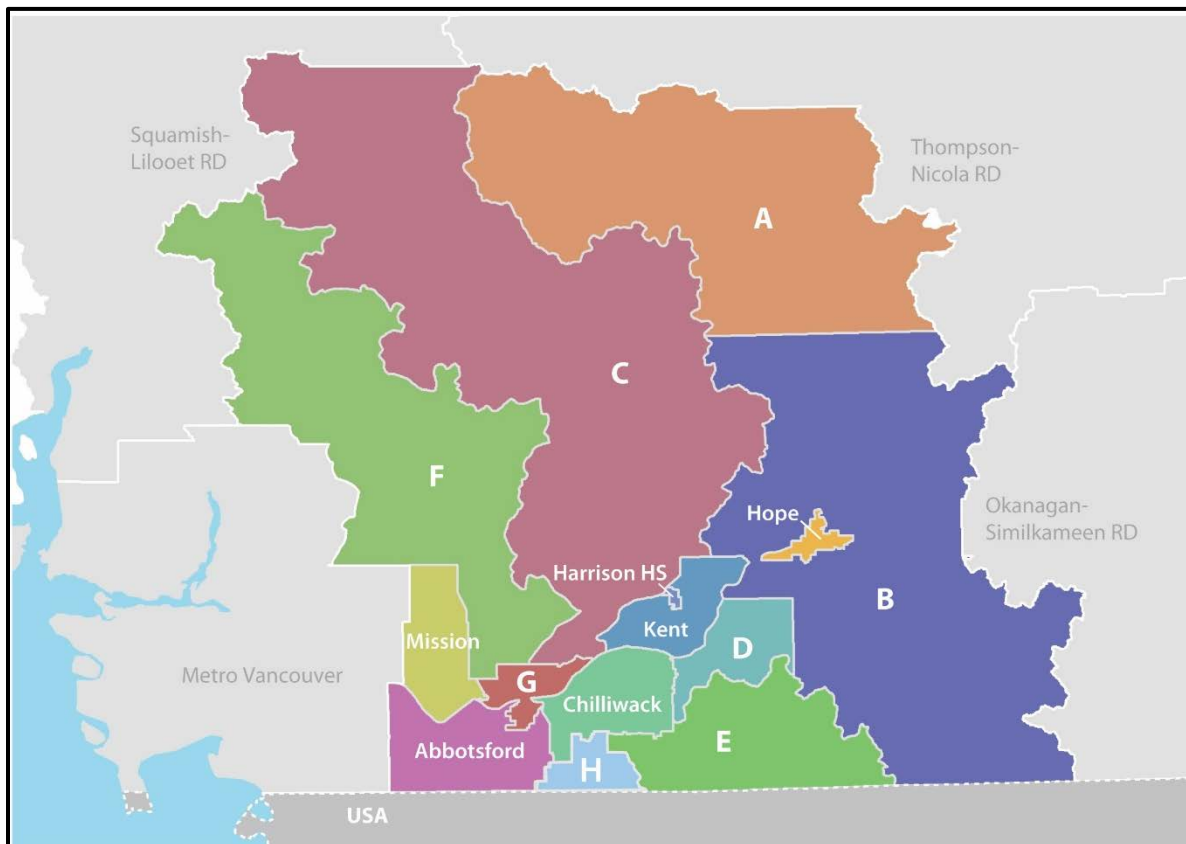 Squamish-
Lilooet RD
Thompson-
Nicola RD
A
C
F
Hope
Okanagan-
Similkameen RD
Harrison HS
B
Kent
Mission
D
Metro Vancouver
G
Chilliwack
Abbotsford
E
H
USA